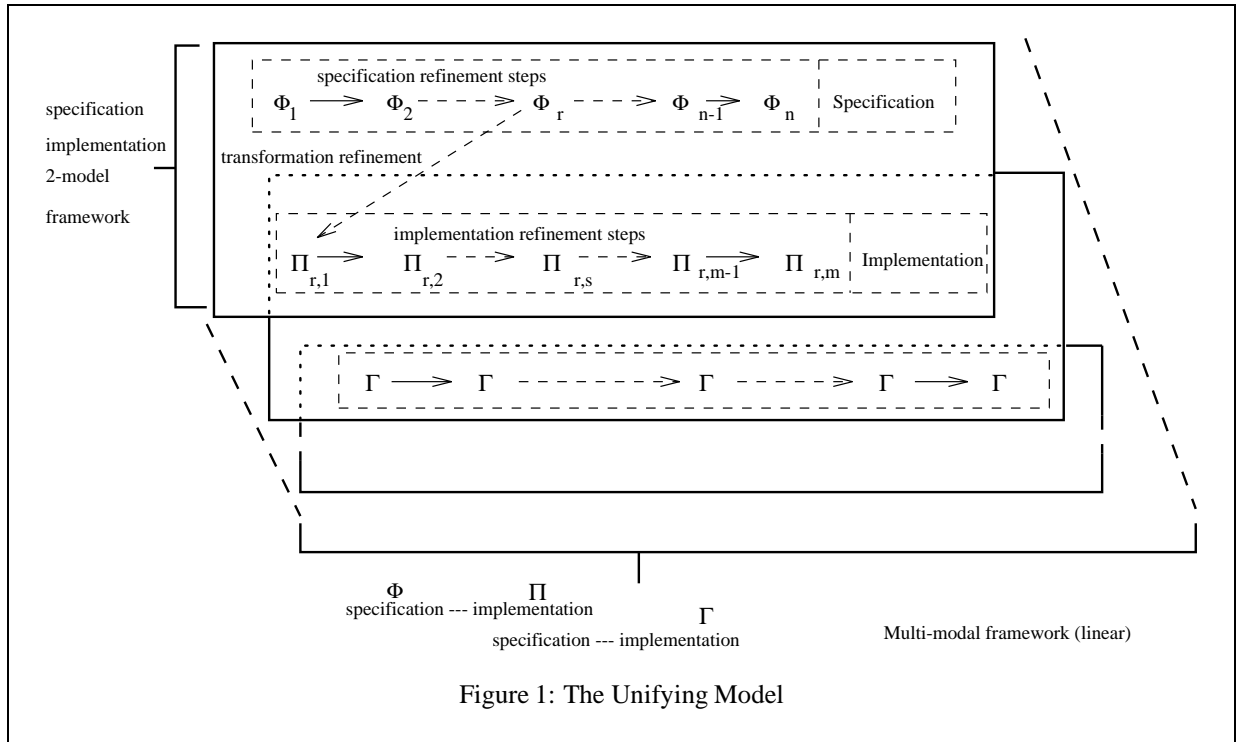 specification refinement steps
Φ1 Φ2 Φr Φn-1 Φn Specification
specification
implementation
2-model
framework
transformation refinement
implementation refinement steps
Πr,1 Πr,2 Πr,s Πr,m-1 Πr,m Implementation
Γ Γ Γ Γ Γ
Φ Π
specification --- implementation
Γ
specification --- implementation
Multi-modal framework (linear)
Figure 1: The Unifying Model